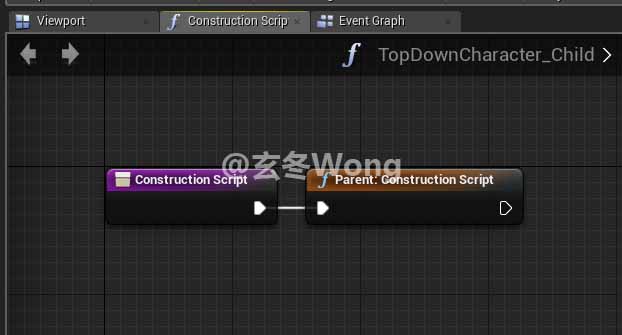 Viewport
Construction Scrip
Event Graph
TopDownCharacter_Child
@玄冬Wong
Construction Script
Parent: Construction Script